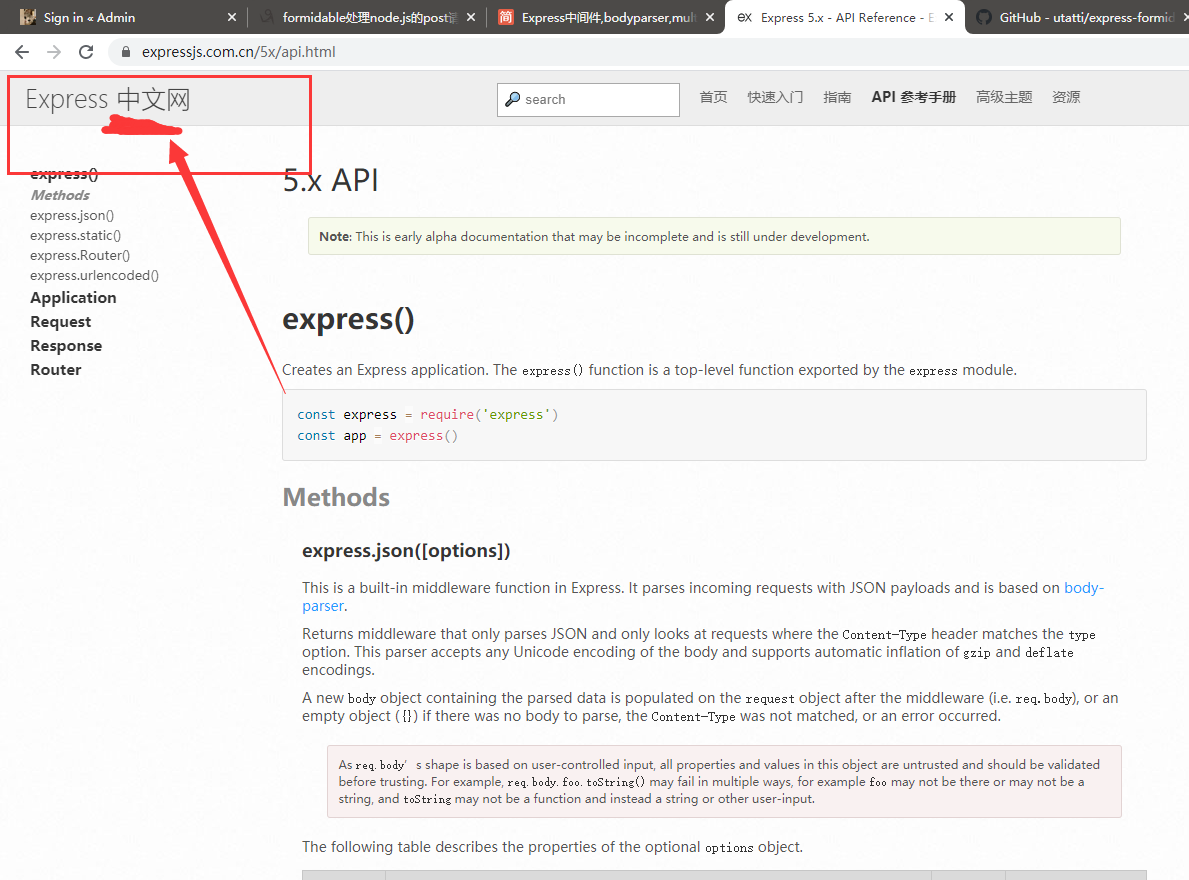 Sign in « Admin
formidable处理node.js的post
Express中间件,bodyparser,mul
Express 5.x - API Reference - E
GitHub - utatti/express-formid
expressjs.com.cn/5x/api.html
Express 中文网
search
首页
快速入门
指南
API 参考手册
高级主题
资源
express()
Methods
express.json()
express.static()
express.Router()
express.urlencoded()
Application
Request
Response
Router
5.x API
Note: This is early alpha documentation that may be incomplete and is still under development.
express()
Creates an Express application. The express() function is a top-level function exported by the express module.
const express = require('express')
const app = express()
Methods
express.json([options])
This is a built-in middleware function in Express. It parses incoming requests with JSON payloads and is based on body-
parser.
Returns middleware that only parses JSON and only looks at requests where the Content-Type header matches the type
option. This parser accepts any Unicode encoding of the body and supports automatic inflation of gzip and deflate
encodings.
A new body object containing the parsed data is populated on the request object after the middleware (i.e. req.body), or an
empty object ({}) if there was no body to parse, the Content-Type was not matched, or an error occurred.
As req.body’s shape is based on user-controlled input, all properties and values in this object are untrusted and should be validated
before trusting. For example, req.body.foo.toString() may fail in multiple ways, for example foo may not be there or may not be a
string, and toString may not be a function and instead a string or other user-input.
The following table describes the properties of the optional options object.